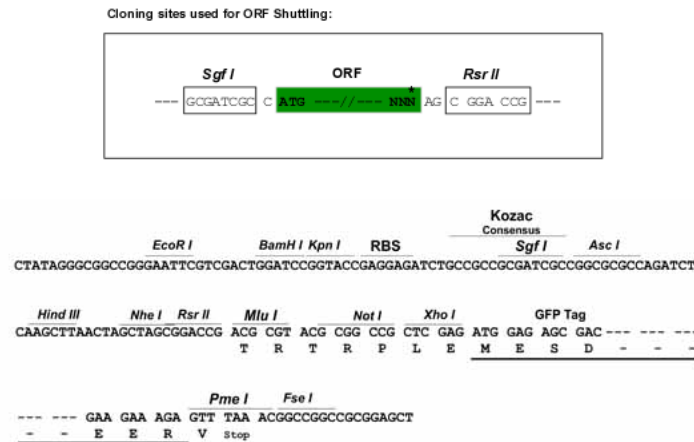 Cloning sites used for ORF Shuttling:
Sgf I ORF Rsr II
--- GCGATCGC C ATG ---//--- NNN* AG C GGA CCG ---
Kozac
Consensus
EcoR I BamH I Kpn I RBS Sgf I Asc I
CTATAGGGCGGCCGGGAATTCGTCGACTGGATCCGGTACCGAGGAGATCTGCCGCCGCGATCGCCGGCGCGCCAGATCT
Hind III Nhe I Rsr II Mlu I Not I Xho I GFP Tag
CAAGCTTAACTAGCTAGCGGACCG ACG CGT ACG CGG CCG CTC GAG ATG GAG AGC GAC --- --- ---
T R T R P L E M E S D - - -
Pme I Fse I
--- --- GAA GAA AGA GTT TAA ACGGCCGGCCGCGGAGCT
- - E E R V Stop